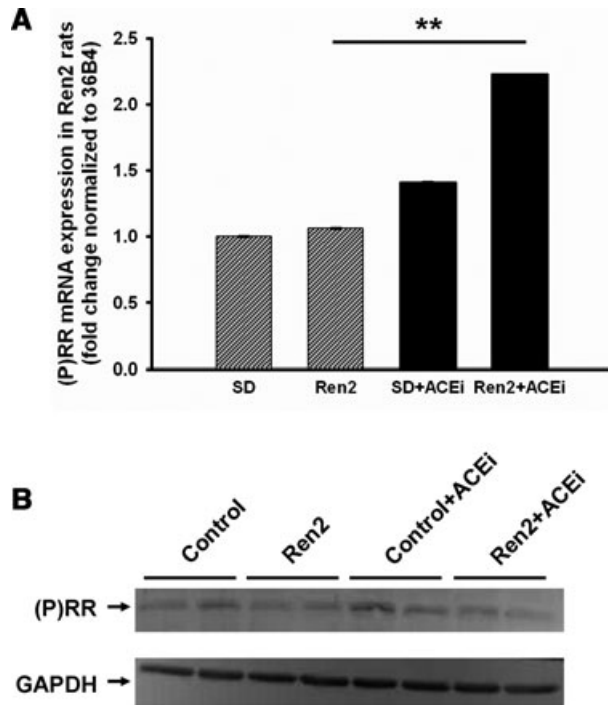 A
(P)RR mRNA expression in Ren2 rats
(fold change normalized to 36B4)
2.5
2.0
1.5
1.0
0.5
0.0
**
SD
Ren2
SD+ACEi
Ren2+ACEi
B
Control
Ren2
Control+ACEi
Ren2+ACEi
(P)RR
GAPDH